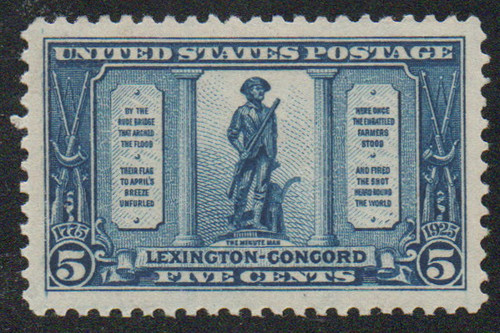 UNITED STATES POSTAGE
BY THE
RUDE BRIDGE
THAT ARCHED
THE FLOOD
THEIR FLAG
TO APRIL'S
BREEZE
UNFURLED
HERE ONCE
THE EMBATTLED
FARMERS
STOOD
AND FIRED
THE SHOT
HEARD ROUND
THE WORLD
1775
1925
THE MINUTE MAN
5 LEXINGTON-CONCORD 5
FIVE CENTS